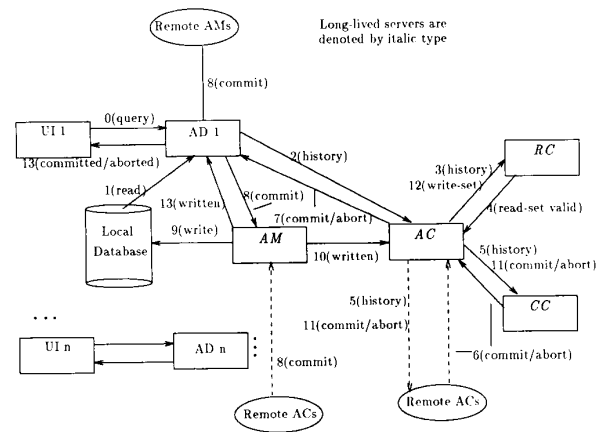 Remote AMs
Long-lived servers are
denoted by italic type
8(commit)
0(query)
UI 1
AD 1
13(committed/aborted)
2(history)
RC
3(history)
12(write-set)
1(read)
13(written)
8(commit)
4(read-set valid)
7(commit/abort)
Local
Database
9(write)
AM
AC
10(written)
5(history)
11(commit/abort)
5(history)
11(commit/abort)
CC
. . .
UI n
AD n
8(commit)
6(commit/abort)
Remote ACs
Remote ACs